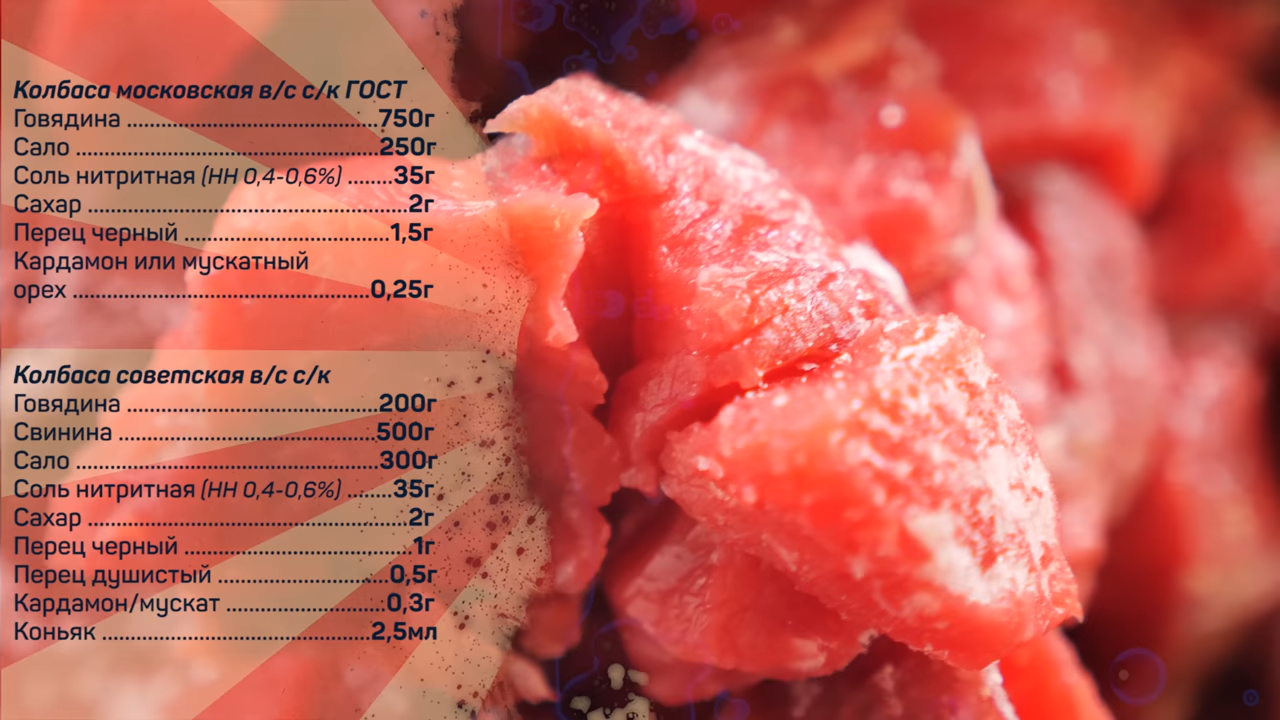 Колбаса московская в/с с/к ГОСТ
Говядина ........................................750г
Сало ................................................250г
Соль нитритная (НН 0,4-0,6%) ........35г
Сахар ...................................................2г
Перец черный .................................1,5г
Кардамон или мускатный
орех ...............................................0,25г
Колбаса советская в/с с/к
Говядина ........................................200г
Свинина .........................................500г
Сало ................................................300г
Соль нитритная (НН 0,4-0,6%) ........35г
Сахар ...................................................2г
Перец черный .....................................1г
Перец душистый ...........................0,5г
Кардамон/мускат .........................0,3г
Коньяк ...........................................2,5мл